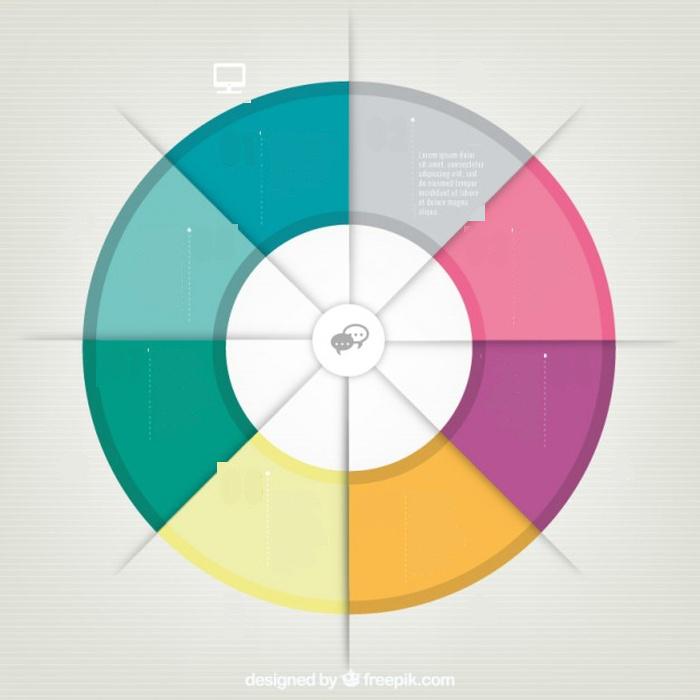 02
Lorem ipsum dolor
sit amet, consectetur
adipiscing elit, sed
do eiusmod tempor
incididunt ut labore
et dolore magna
aliqua.
designed by freepik.com